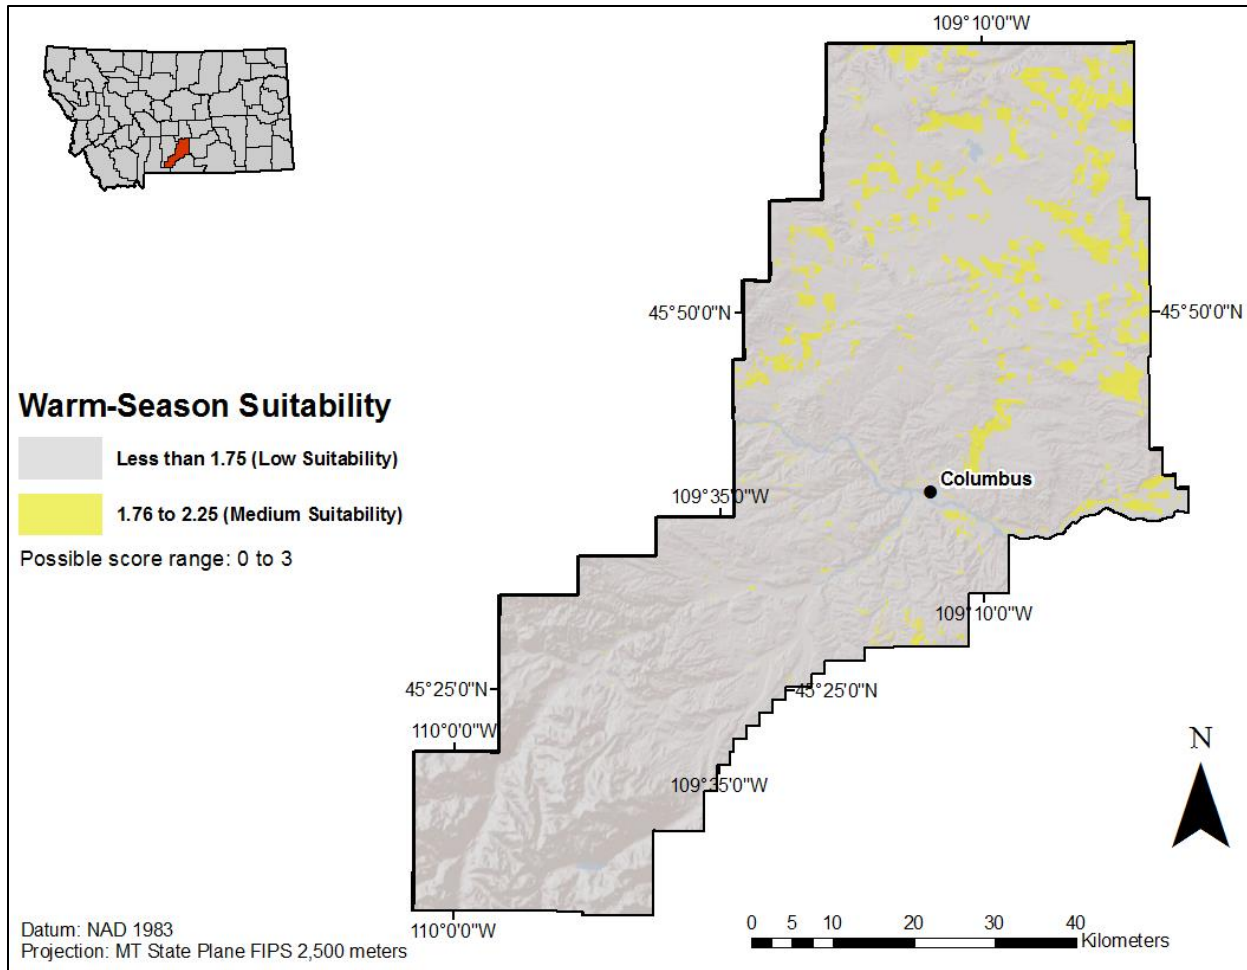 109°10'0"W
45°50'0"N
45°50'0"N
Warm-Season Suitability
Less than 1.75 (Low Suitability)
1.76 to 2.25 (Medium Suitability)
Possible score range: 0 to 3
Columbus
109°35'0"W
109°10'0"W
45°25'0"N
45°25'0"N
110°0'0"W
109°35'0"W
N
110°0'0"W
Datum: NAD 1983
Projection: MT State Plane FIPS 2,500 meters
0 5 10 20 30 40
Kilometers